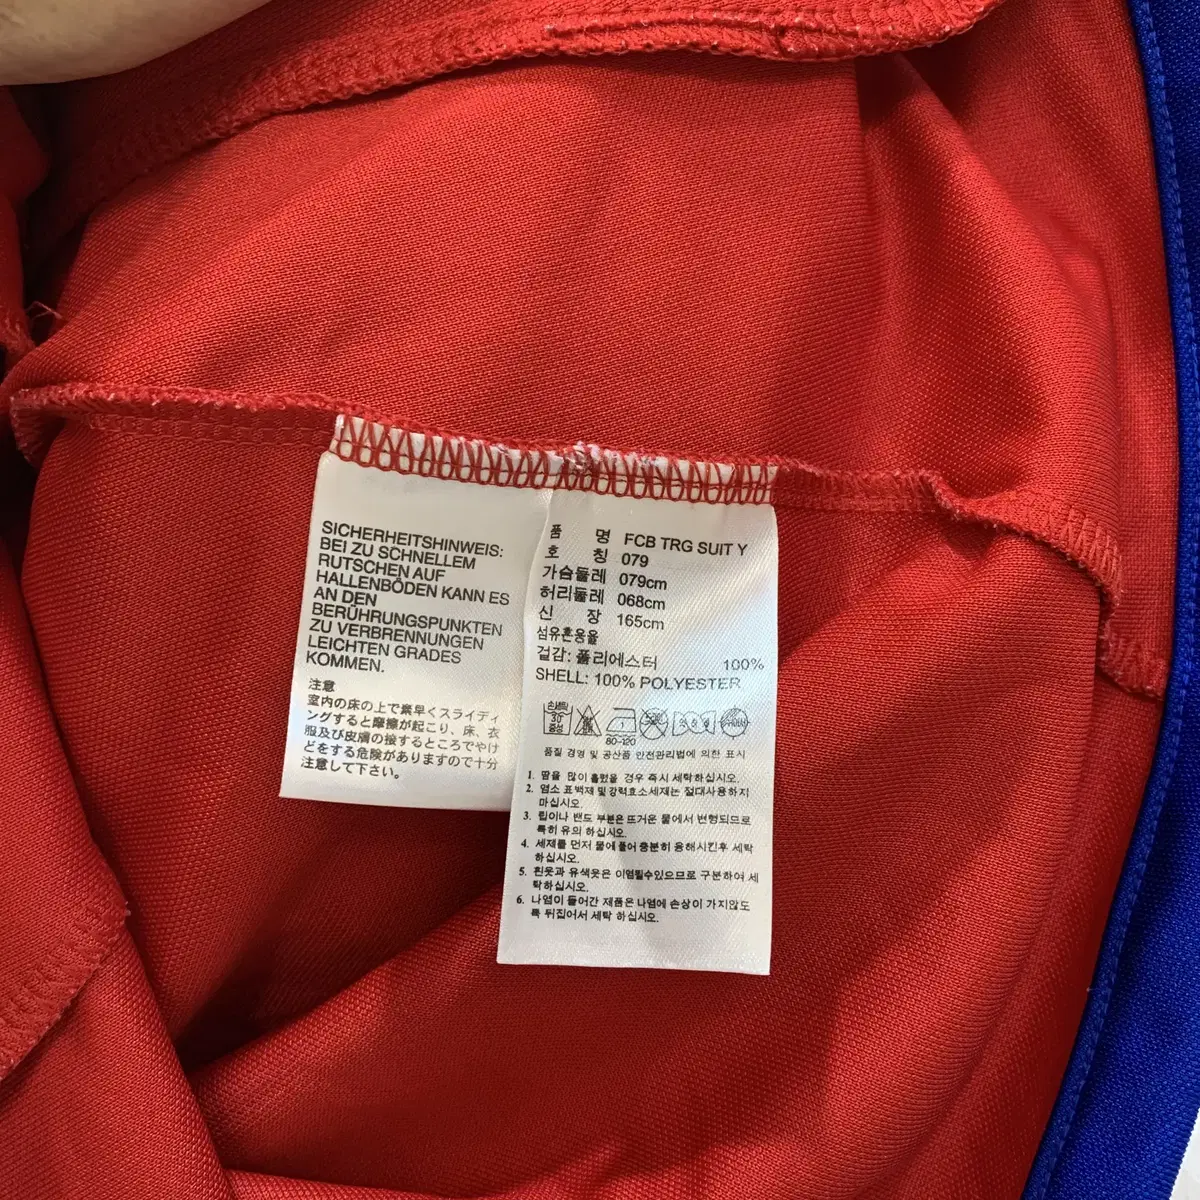 SICHERHEITSHINWEIS:
BEI ZU SCHNELLEM
RUTSCHEN AUF
HALLENBÖDEN KANN ES
AN DEN
BERÜHRUNGSPUNKTEN
ZU VERBRENNUNGEN
LEICHTEN GRADES
KOMMEN.
注意
室内の床の上で素早くスライディ
ングすると摩擦が起こり、床、衣
服及び皮膚の接するところでやけ
どをする危険がありますので十分
注意して下さい。
품 명 FCB TRG SUIT Y
호 칭 079
가슴둘레 079cm
허리둘레 068cm
신 장 165cm
섬유혼용율
겉감: 폴리에스터 100%
SHELL: 100% POLYESTER
손세탁
30
중성
80~120
품질 경영 및 공산품 안전관리법에 의한 표시
1. 땀을 많이 흘렸을 경우 즉시 세탁하십시오.
2. 염소 표백제 및 강력효소세제는 절대사용하지
마십시오.
3. 립이나 밴드 부분은 뜨거운 물에서 변형되므로
특히 유의 하십시오.
4. 세제를 먼저 물에풀어 충분히 용해시킨후 세탁
하십시오.
5. 흰옷과 유색옷은 이염될수있으므로 구분하여 세
탁하십시오.
6. 나염이 들어간 제품은 나염에 손상이 가지않도
록 뒤집어서 세탁 하십시오.